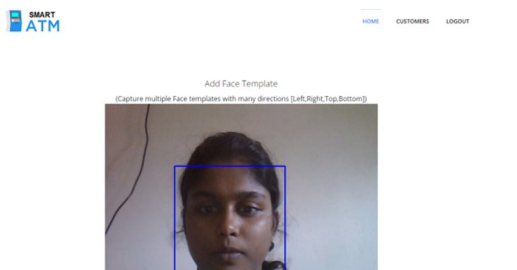 SMART
ATM
HOME CUSTOMERS LOGOUT
Add Face Template
(Capture multiple Face templates with many directions [Left,Right,Top,Bottom])